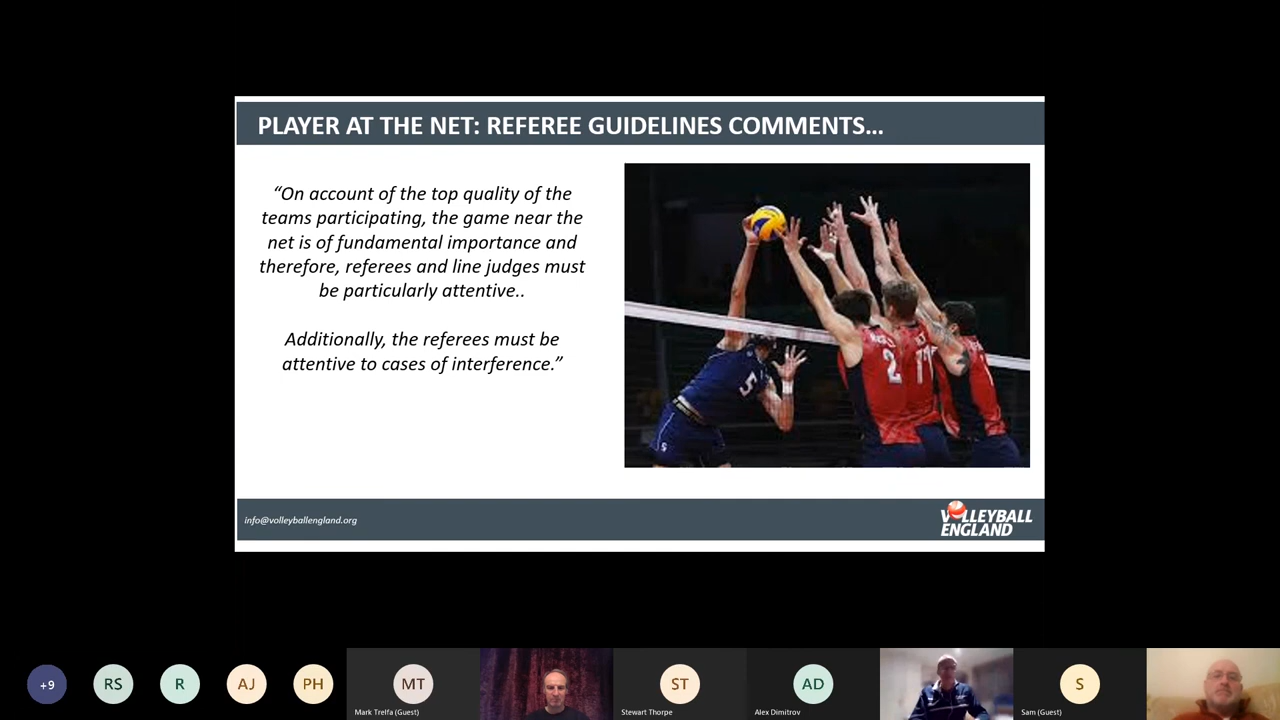 PLAYER AT THE NET: REFEREE GUIDELINES COMMENTS...
“On account of the top quality of the
teams participating, the game near the
net is of fundamental importance and
therefore, referees and line judges must
be particularly attentive..
Additionally, the referees must be
attentive to cases of interference.”
5
2
11
info@volleyballengland.org
VOLLEYBALL
ENGLAND
+9
RS
R
AJ
PH
MT
Mark Trelfa (Guest)
ST
Stewart Thorpe
AD
Alex Dimitrov
S
Sam (Guest)